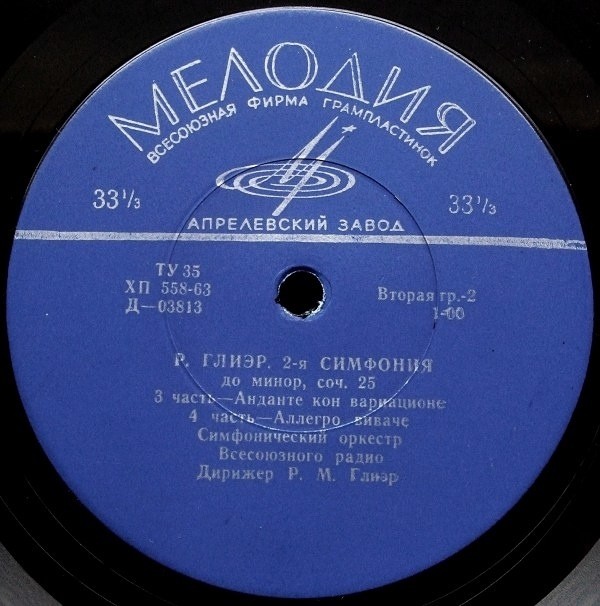 МЕЛОДИЯ
ВСЕСОЮЗНАЯ ФИРМА ГРАМПЛАСТИНОК
33⅓ 33⅓
АПРЕЛЕВСКИЙ ЗАВОД
ТУ 35
ХП 558-63
Д—03813
Вторая гр.-2
1-00
Р. ГЛИЭР. 2-я СИМФОНИЯ
до минор, соч. 25
3 часть—Анданте кон вариационе
4 часть—Аллегро виваче
Симфонический оркестр
Всесоюзного радио
Дирижер Р. М. Глиэр